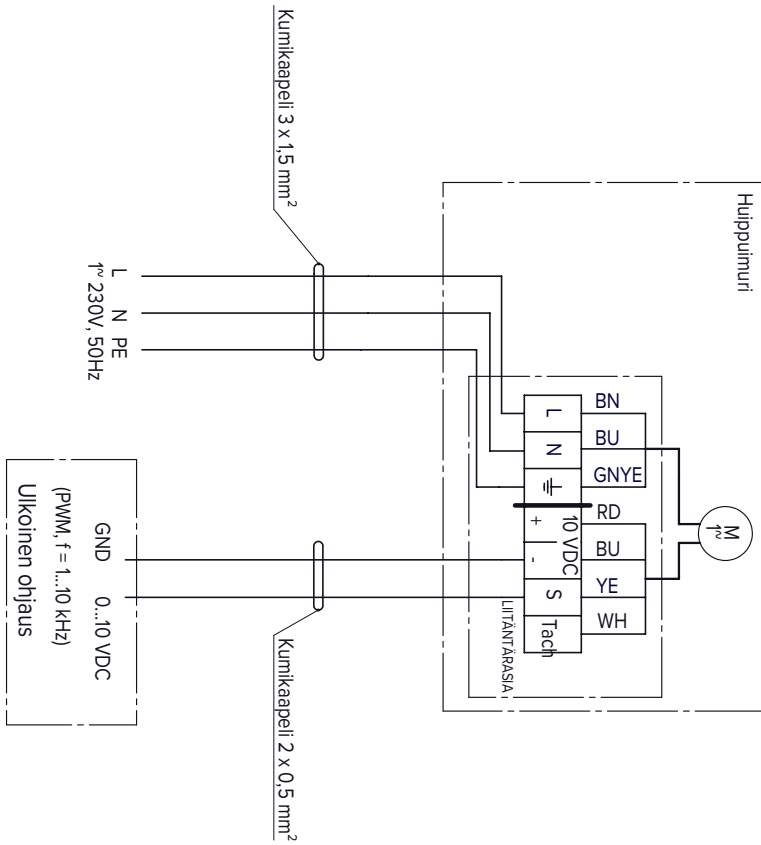 Huippuimuri
M
1~
BN
BU
GNYE
RD
BU
YE
WH
L
N
+
-
10 VDC
S
Tach
LIITÄNTÄRASIA
Kumikaapeli 3 x 1,5 mm²
L N PE
1~ 230V, 50Hz
Kumikaapeli 2 x 0,5 mm²
GND 0...10 VDC
(PWM, f = 1...10 kHz)
Ulkoinen ohjaus